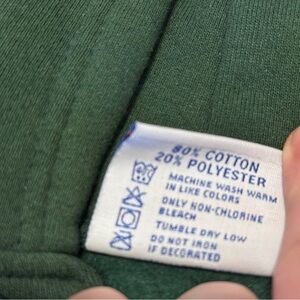 80% COTTON
20% POLYESTER
MACHINE WASH WARM
IN LIKE COLORS
ONLY NON-CHLORINE
BLEACH
TUMBLE DRY LOW
DO NOT IRON
IF DECORATED